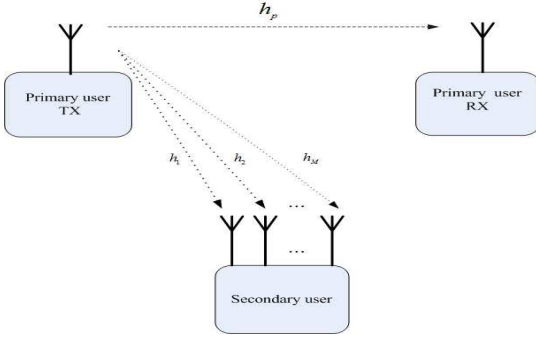 h_p
Primary user
TX
Primary user
RX
h_1
h_2
h_M
...
...
Secondary user